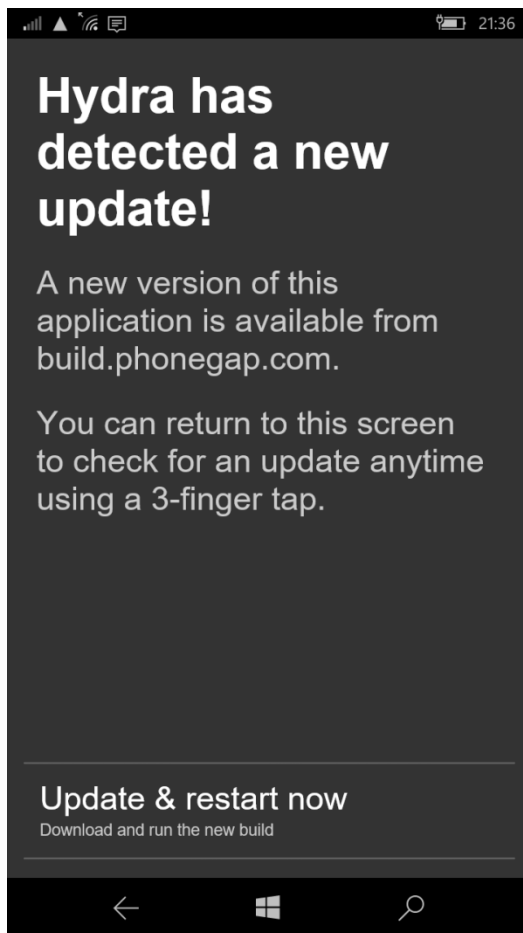 21:36
Hydra has
detected a new
update!
A new version of this
application is available from
build.phonegap.com.
You can return to this screen
to check for an update anytime
using a 3-finger tap.
Update & restart now
Download and run the new build